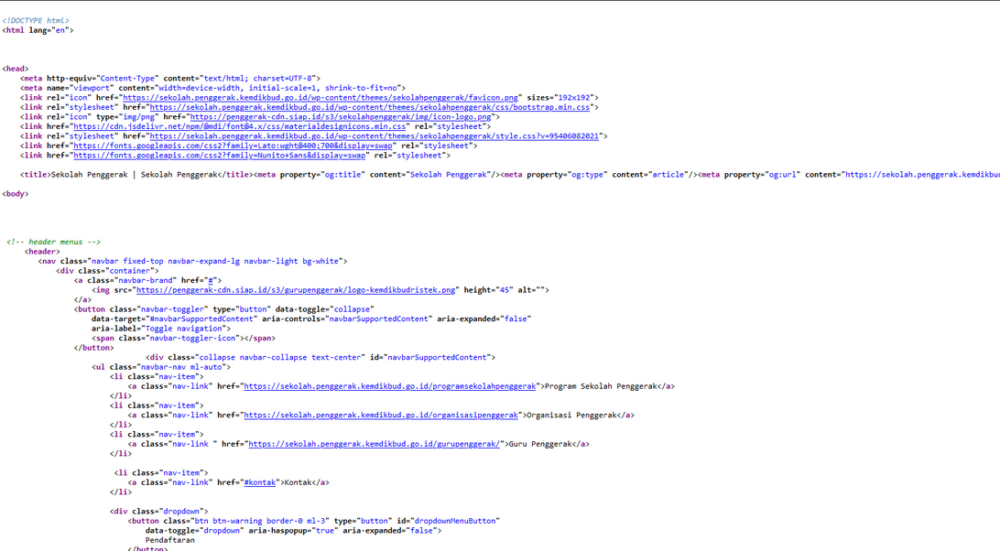 <!DOCTYPE html>
<html lang="en">
<head>
<meta http-equiv="Content-Type" content="text/html; charset=UTF-8">
<meta name="viewport" content="width=device-width, initial-scale=1, shrink-to-fit=no">
<link rel="icon" href="https://sekolah.penggerak.kemdikbud.go.id/wp-content/themes/sekolahpenggerak/favicon.png" sizes="192x192">
<link rel="stylesheet" href="https://sekolah.penggerak.kemdikbud.go.id/wp-content/themes/sekolahpenggerak/css/bootstrap.min.css">
<link rel="icon" type="img/png" href="https://penggerak-cdn.siap.id/s3/sekolahpenggerak/img/icon-logo.png">
<link href="https://cdn.jsdelivr.net/npm/@mdi/font@4.x/css/materialdesignicons.min.css" rel="stylesheet">
<link rel="stylesheet" href="https://sekolah.penggerak.kemdikbud.go.id/wp-content/themes/sekolahpenggerak/style.css?v=95406082021">
<link href="https://fonts.googleapis.com/css2?family=Lato:wght@400;700&display=swap" rel="stylesheet">
<link href="https://fonts.googleapis.com/css2?family=Nunito+Sans&display=swap" rel="stylesheet">
<title>Sekolah Penggerak | Sekolah Penggerak</title><meta property="og:title" content="Sekolah Penggerak"/><meta property="og:type" content="article"/><meta property="og:url" content="https://sekolah.penggerak.kemdikbud
<body>
<!-- header menus -->
<header>
<nav class="navbar fixed-top navbar-expand-lg navbar-light bg-white">
<div class="container">
<a class="navbar-brand" href="#">
<img src="https://penggerak-cdn.siap.id/s3/gurupenggerak/logo-kemdikbudristek.png" height="45" alt="">
</a>
<button class="navbar-toggler" type="button" data-toggle="collapse"
data-target="#navbarSupportedContent" aria-controls="navbarSupportedContent" aria-expanded="false"
aria-label="Toggle navigation">
<span class="navbar-toggler-icon"></span>
</button>
<div class="collapse navbar-collapse text-center" id="navbarSupportedContent">
<ul class="navbar-nav ml-auto">
<li class="nav-item">
<a class="nav-link" href="https://sekolah.penggerak.kemdikbud.go.id/programsekolahpenggerak">Program Sekolah Penggerak</a>
</li>
<li class="nav-item">
<a class="nav-link" href="https://sekolah.penggerak.kemdikbud.go.id/organisasipenggerak">Organisasi Penggerak</a>
</li>
<li class="nav-item">
<a class="nav-link " href="https://sekolah.penggerak.kemdikbud.go.id/gurupenggerak/">Guru Penggerak</a>
</li>
<li class="nav-item">
<a class="nav-link" href="#kontak">Kontak</a>
</li>
<div class="dropdown">
<button class="btn btn-warning border-0 ml-3" type="button" id="dropdownMenuButton"
data-toggle="dropdown" aria-haspopup="true" aria-expanded="false">
Pendaftaran
</button>